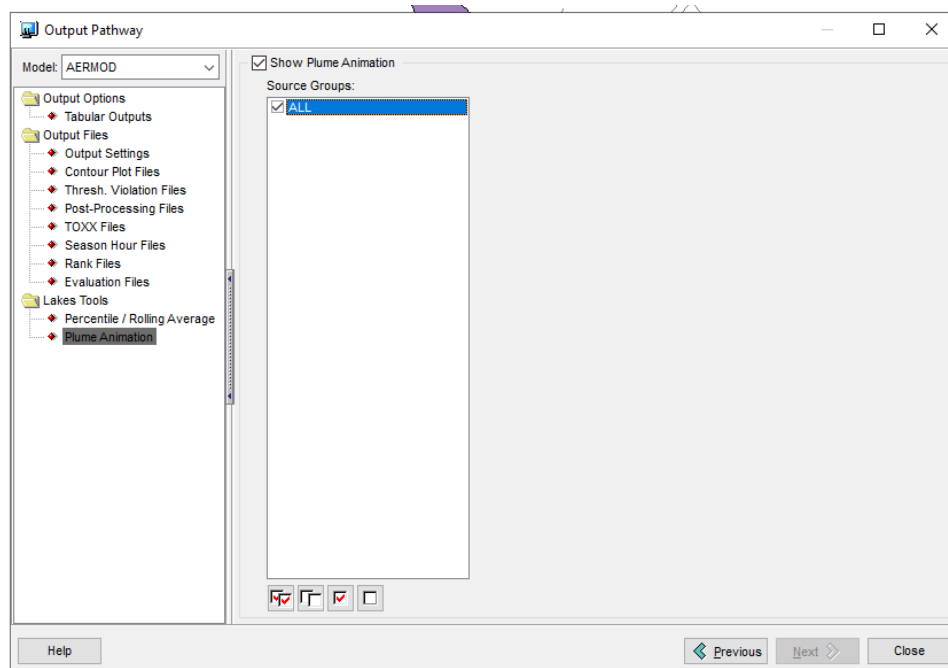 Output Pathway
Model: AERMOD
Output Options
Tabular Outputs
Output Files
Output Settings
Contour Plot Files
Thresh. Violation Files
Post-Processing Files
TOXX Files
Season Hour Files
Rank Files
Evaluation Files
Lakes Tools
Percentile / Rolling Average
Plume Animation
Show Plume Animation
Source Groups:
ALL
Help
Previous
Next
Close